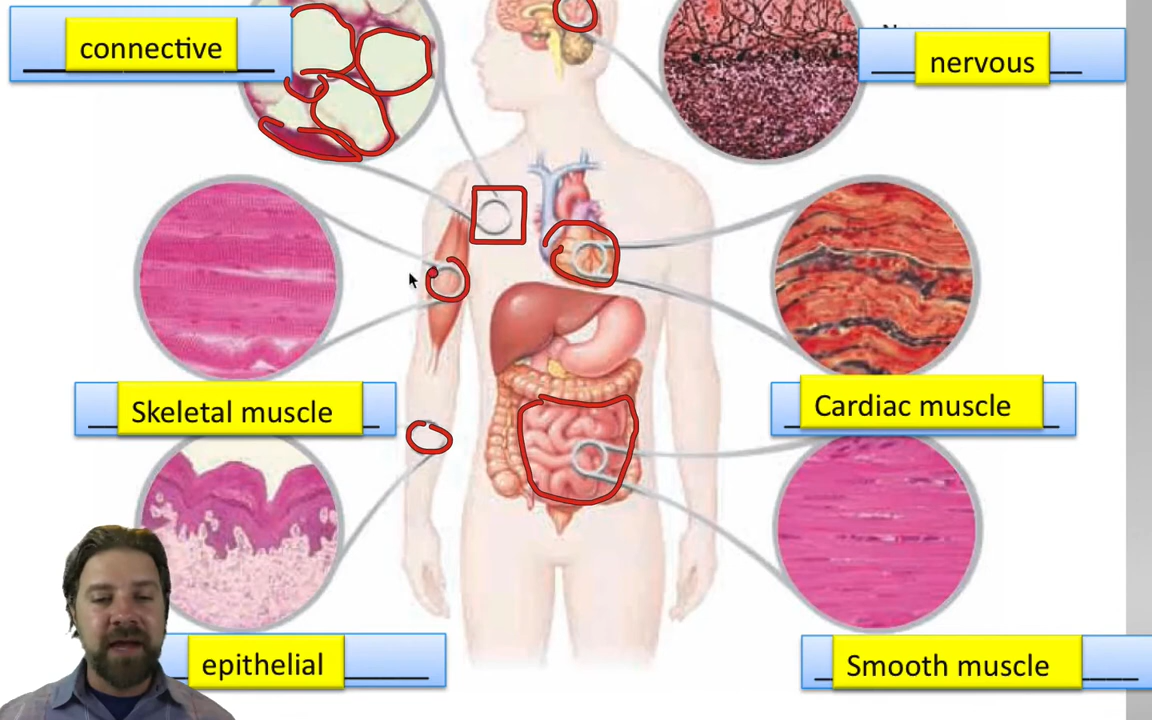 connective
nervous
Skeletal muscle
Cardiac muscle
epithelial
Smooth muscle